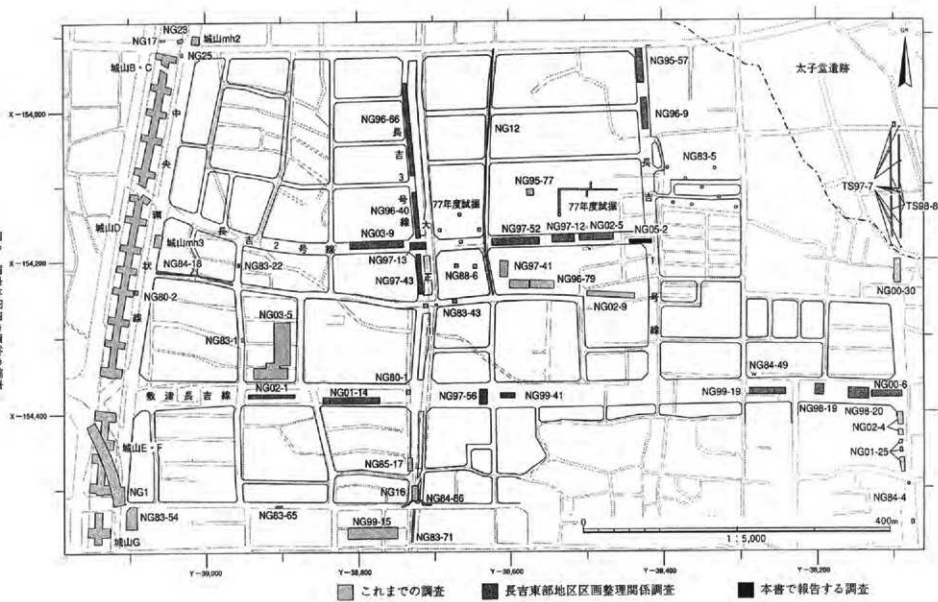 NG23
NG17
城山mh2
NG25
城山B・C
NG95-57
太子堂遺跡
GN
X-154,000
NG96-66
長吉3号線
NG12
NG96-9
中央環状線
NG83-5
TS97-7
NG95-77
77年度試掘
77年度試掘
長吉1号線
NG96-40
大正
TS98-8
城山D
長吉2号線
NG03-9
NG97-52
NG97-12
NG02-5
NG05-2
城山mh3
NG84-18
NG83-22
NG97-13
X-154,200
NG97-43
NG88-6
NG97-41
NG96-79
NG00-30
NG80-2
NG83-43
NG02-9
NG03-5
NG83-1
NG80-1
NG84-49
敷津長吉線
NG02-1
NG01-14
NG97-56
NG99-41
NG99-19
NG00-6
NG98-19
NG98-20
X-154,400
NG02-4
城山E・F
NG01-25
NG85-17
NG1
NG16
NG84-66
NG84-4
NG83-54
NG83-65
NG99-15
NG83-71
城山G
0 400m
1:5,000
Y-39,000
Y-38,800
Y-38,600
Y-38,400
Y-38,200
これまでの調査
長吉東部地区区画整理関係調査
本書で報告する調査